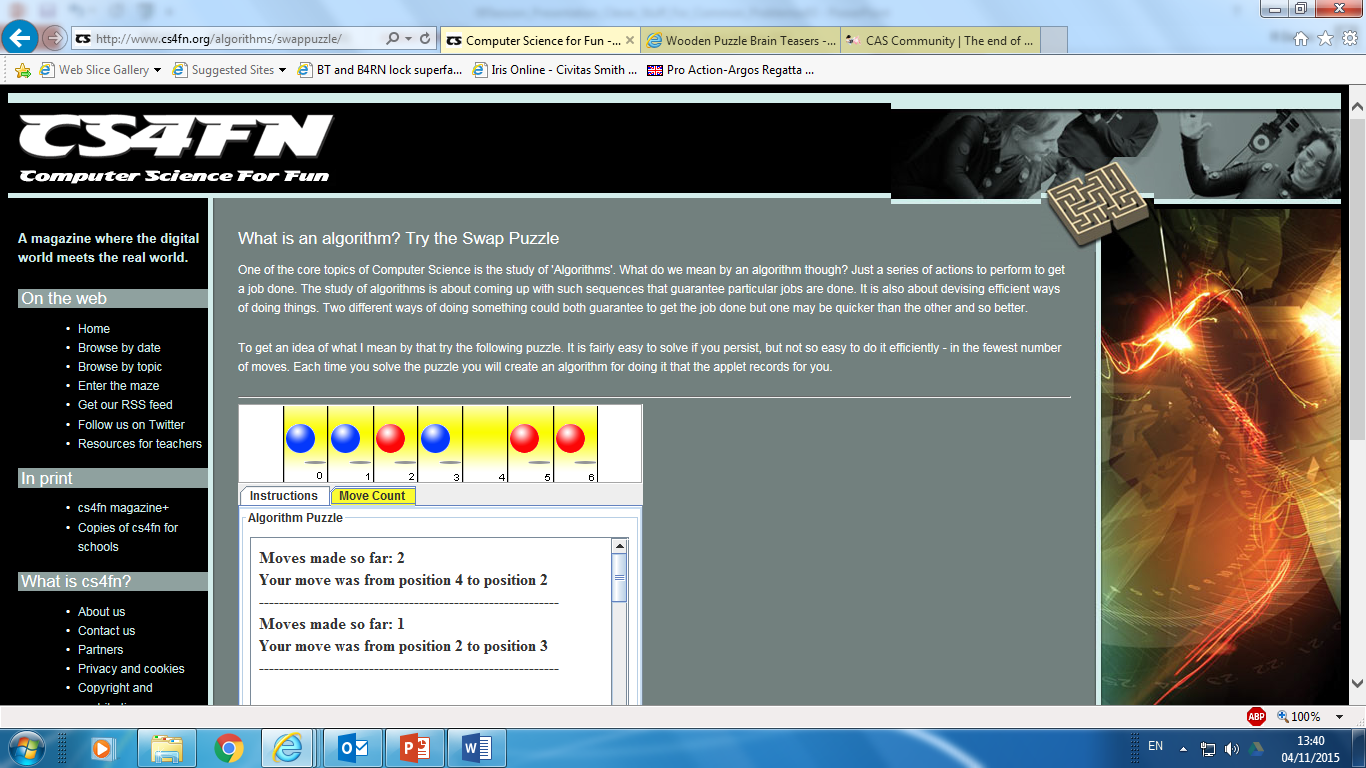 http://www.cs4fn.org/algorithms/swappuzzle/
Computer Science for Fun -...
Wooden Puzzle Brain Teasers -...
CAS Community | The end of ...
Web Slice Gallery
Suggested Sites
BT and B4RN lock superfa...
Iris Online - Civitas Smith ...
Pro Action-Argos Regatta ...
CS4FN
Computer Science For Fun
A magazine where the digital
world meets the real world.
On the web
• Home
• Browse by date
• Browse by topic
• Enter the maze
• Get our RSS feed
• Follow us on Twitter
• Resources for teachers
In print
• cs4fn magazine+
• Copies of cs4fn for
schools
What is cs4fn?
• About us
• Contact us
• Partners
• Privacy and cookies
• Copyright and
What is an algorithm? Try the Swap Puzzle
One of the core topics of Computer Science is the study of 'Algorithms'. What do we mean by an algorithm though? Just a series of actions to perform to get
a job done. The study of algorithms is about coming up with such sequences that guarantee particular jobs are done. It is also about devising efficient ways
of doing things. Two different ways of doing something could both guarantee to get the job done but one may be quicker than the other and so better.
To get an idea of what I mean by that try the following puzzle. It is fairly easy to solve if you persist, but not so easy to do it efficiently - in the fewest number
of moves. Each time you solve the puzzle you will create an algorithm for doing it that the applet records for you.
0 1 2 3 4 5 6
Instructions
Move Count
Algorithm Puzzle
Moves made so far: 2
Your move was from position 4 to position 2
------------------------------------------------------------
Moves made so far: 1
Your move was from position 2 to position 3
------------------------------------------------------------
ABP
100%
EN
13:40
04/11/2015